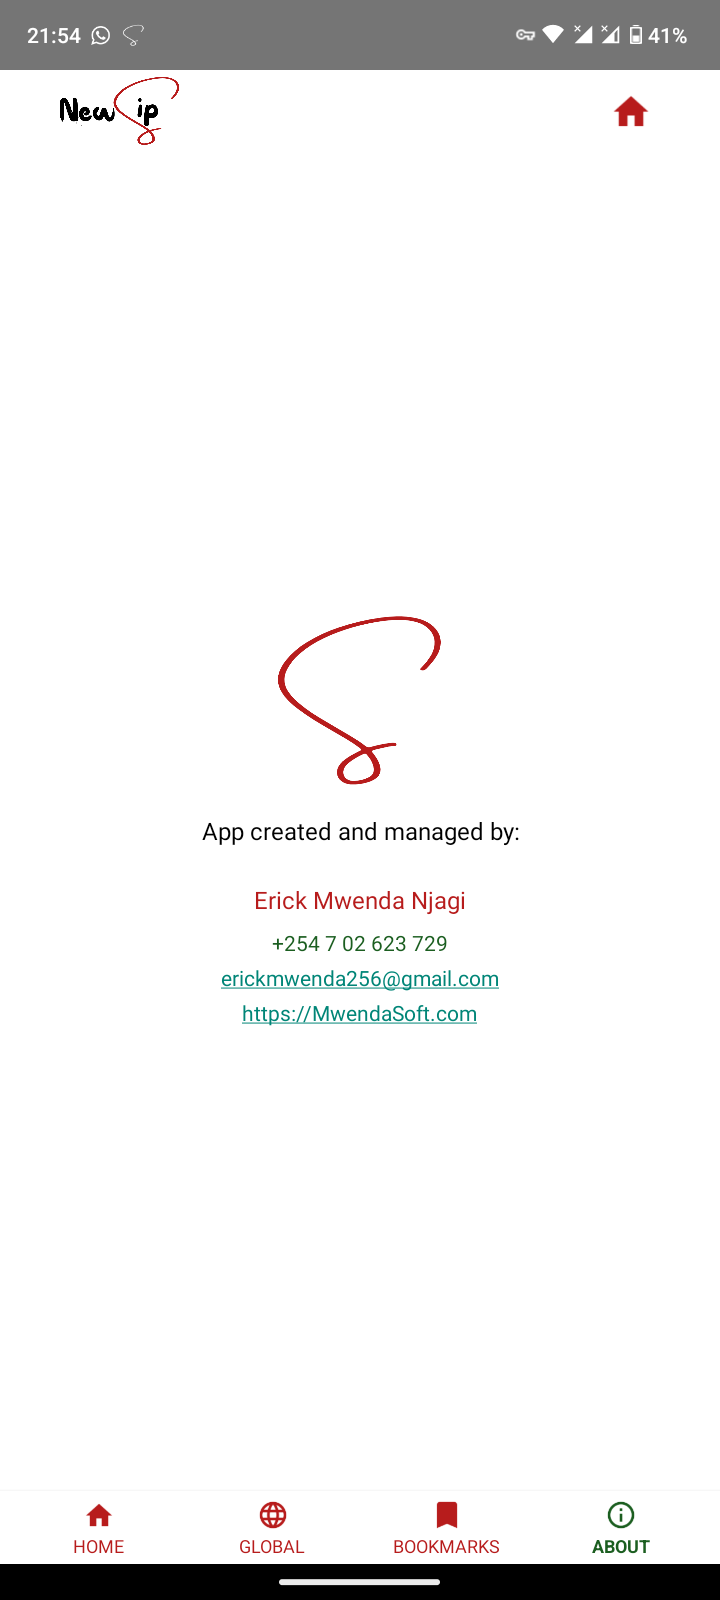 21:54 41%
NewSip
App created and managed by:
Erick Mwenda Njagi
+254 7 02 623 729
erickmwenda256@gmail.com
https://MwendaSoft.com
HOME GLOBAL BOOKMARKS ABOUT